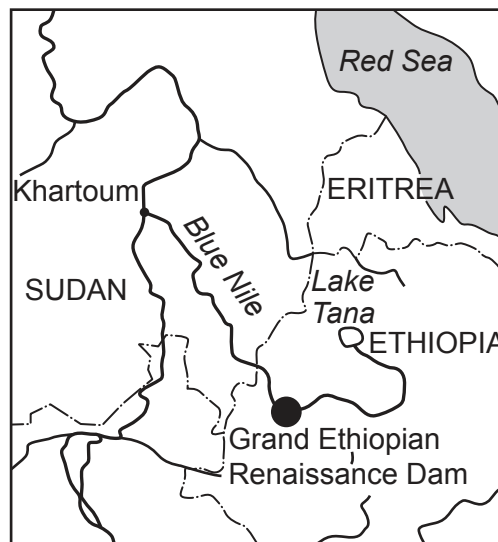 Red Sea
Khartoum
ERITREA
Blue Nile
SUDAN
Lake
Tana
ETHIOPIA
Grand Ethiopian
Renaissance Dam